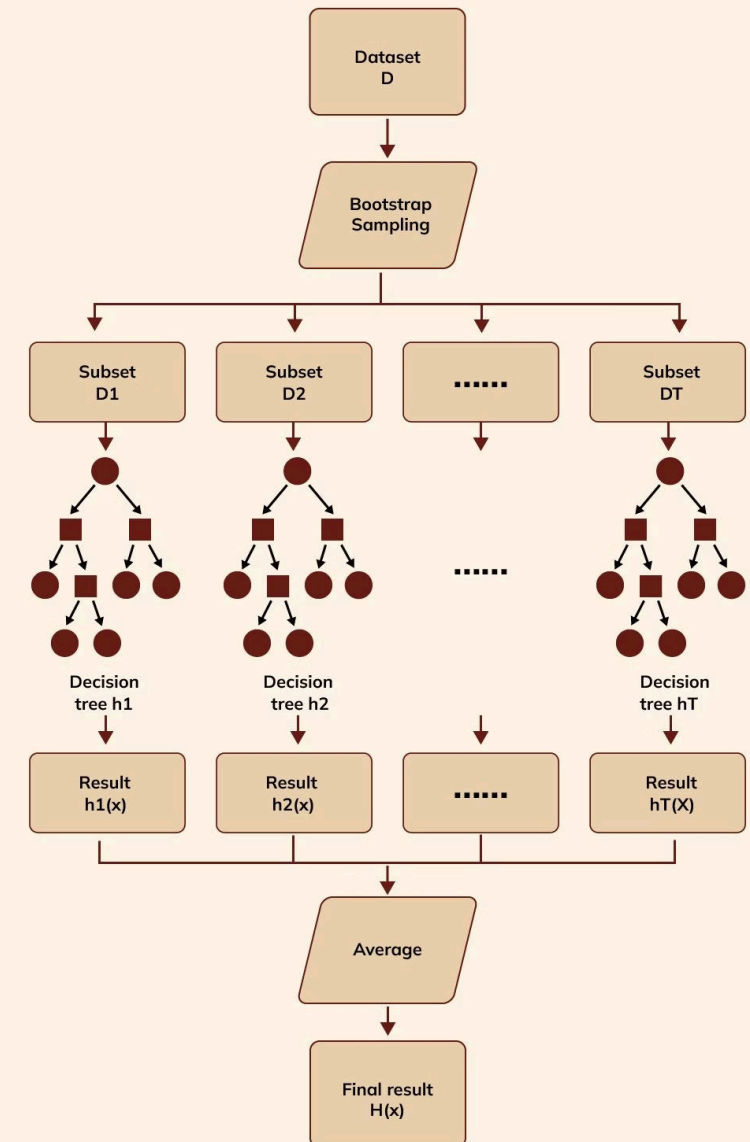 Dataset
D
Bootstrap
Sampling
Subset
D1
Subset
D2
......
Subset
DT
......
Decision
tree h1
Decision
tree h2
Decision
tree hT
Result
h1(x)
Result
h2(x)
......
Result
hT(X)
Average
Final result
H(x)